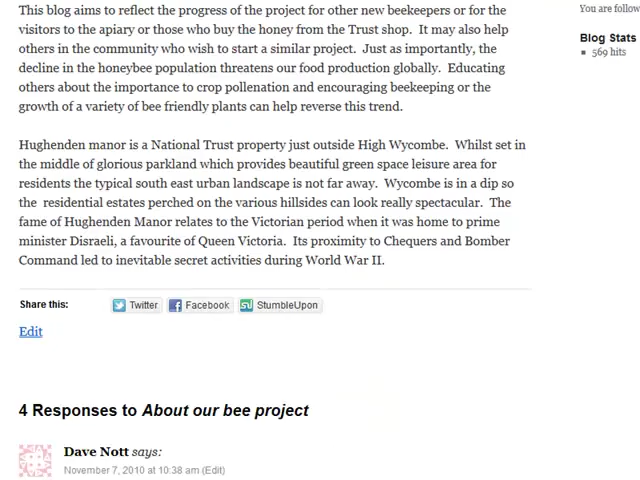 This blog aims to reflect the progress of the project for other new beekeepers or for the
visitors to the apiary or those who buy the honey from the Trust shop.  It may also help
others in the community who wish to start a similar project.  Just as importantly, the
decline in the honeybee population threatens our food production globally.  Educating
others about the importance to crop pollenation and encouraging beekeeping or the
growth of a variety of bee friendly plants can help reverse this trend.
Hughenden manor is a National Trust property just outside High Wycombe.  Whilst set in
the middle of glorious parkland which provides beautiful green space leisure area for
residents the typical south east urban landscape is not far away.  Wycombe is in a dip so
the  residential estates perched on the various hillsides can look really spectacular.  The
fame of Hughenden Manor relates to the Victorian period when it was home to prime
minister Disraeli, a favourite of Queen Victoria.  Its proximity to Chequers and Bomber
Command led to inevitable secret activities during World War II.
Share this: Twitter Facebook StumbleUpon
Edit
4 Responses to About our bee project
Dave Nott says:
November 7, 2010 at 10:38 am (Edit)
You are follow
Blog Stats
569 hits